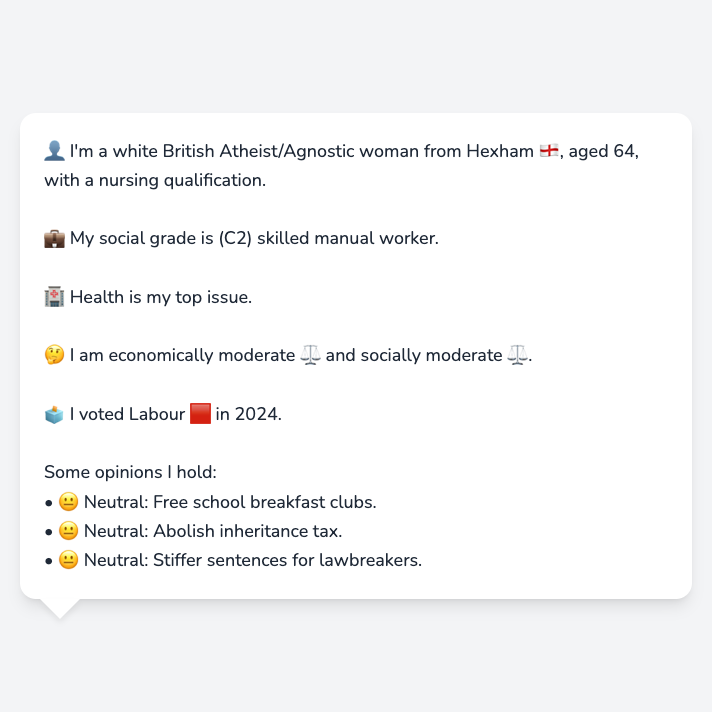 👤 I'm a white British Atheist/Agnostic woman from Hexham 🏴󠁧󠁢󠁥󠁮󠁧󠁿, aged 64,
with a nursing qualification.
💼 My social grade is (C2) skilled manual worker.
🏥 Health is my top issue.
🤔 I am economically moderate ⚖️ and socially moderate ⚖️.
🗳️ I voted Labour 🟥 in 2024.
Some opinions I hold:
• 😐 Neutral: Free school breakfast clubs.
• 😐 Neutral: Abolish inheritance tax.
• 😐 Neutral: Stiffer sentences for lawbreakers.